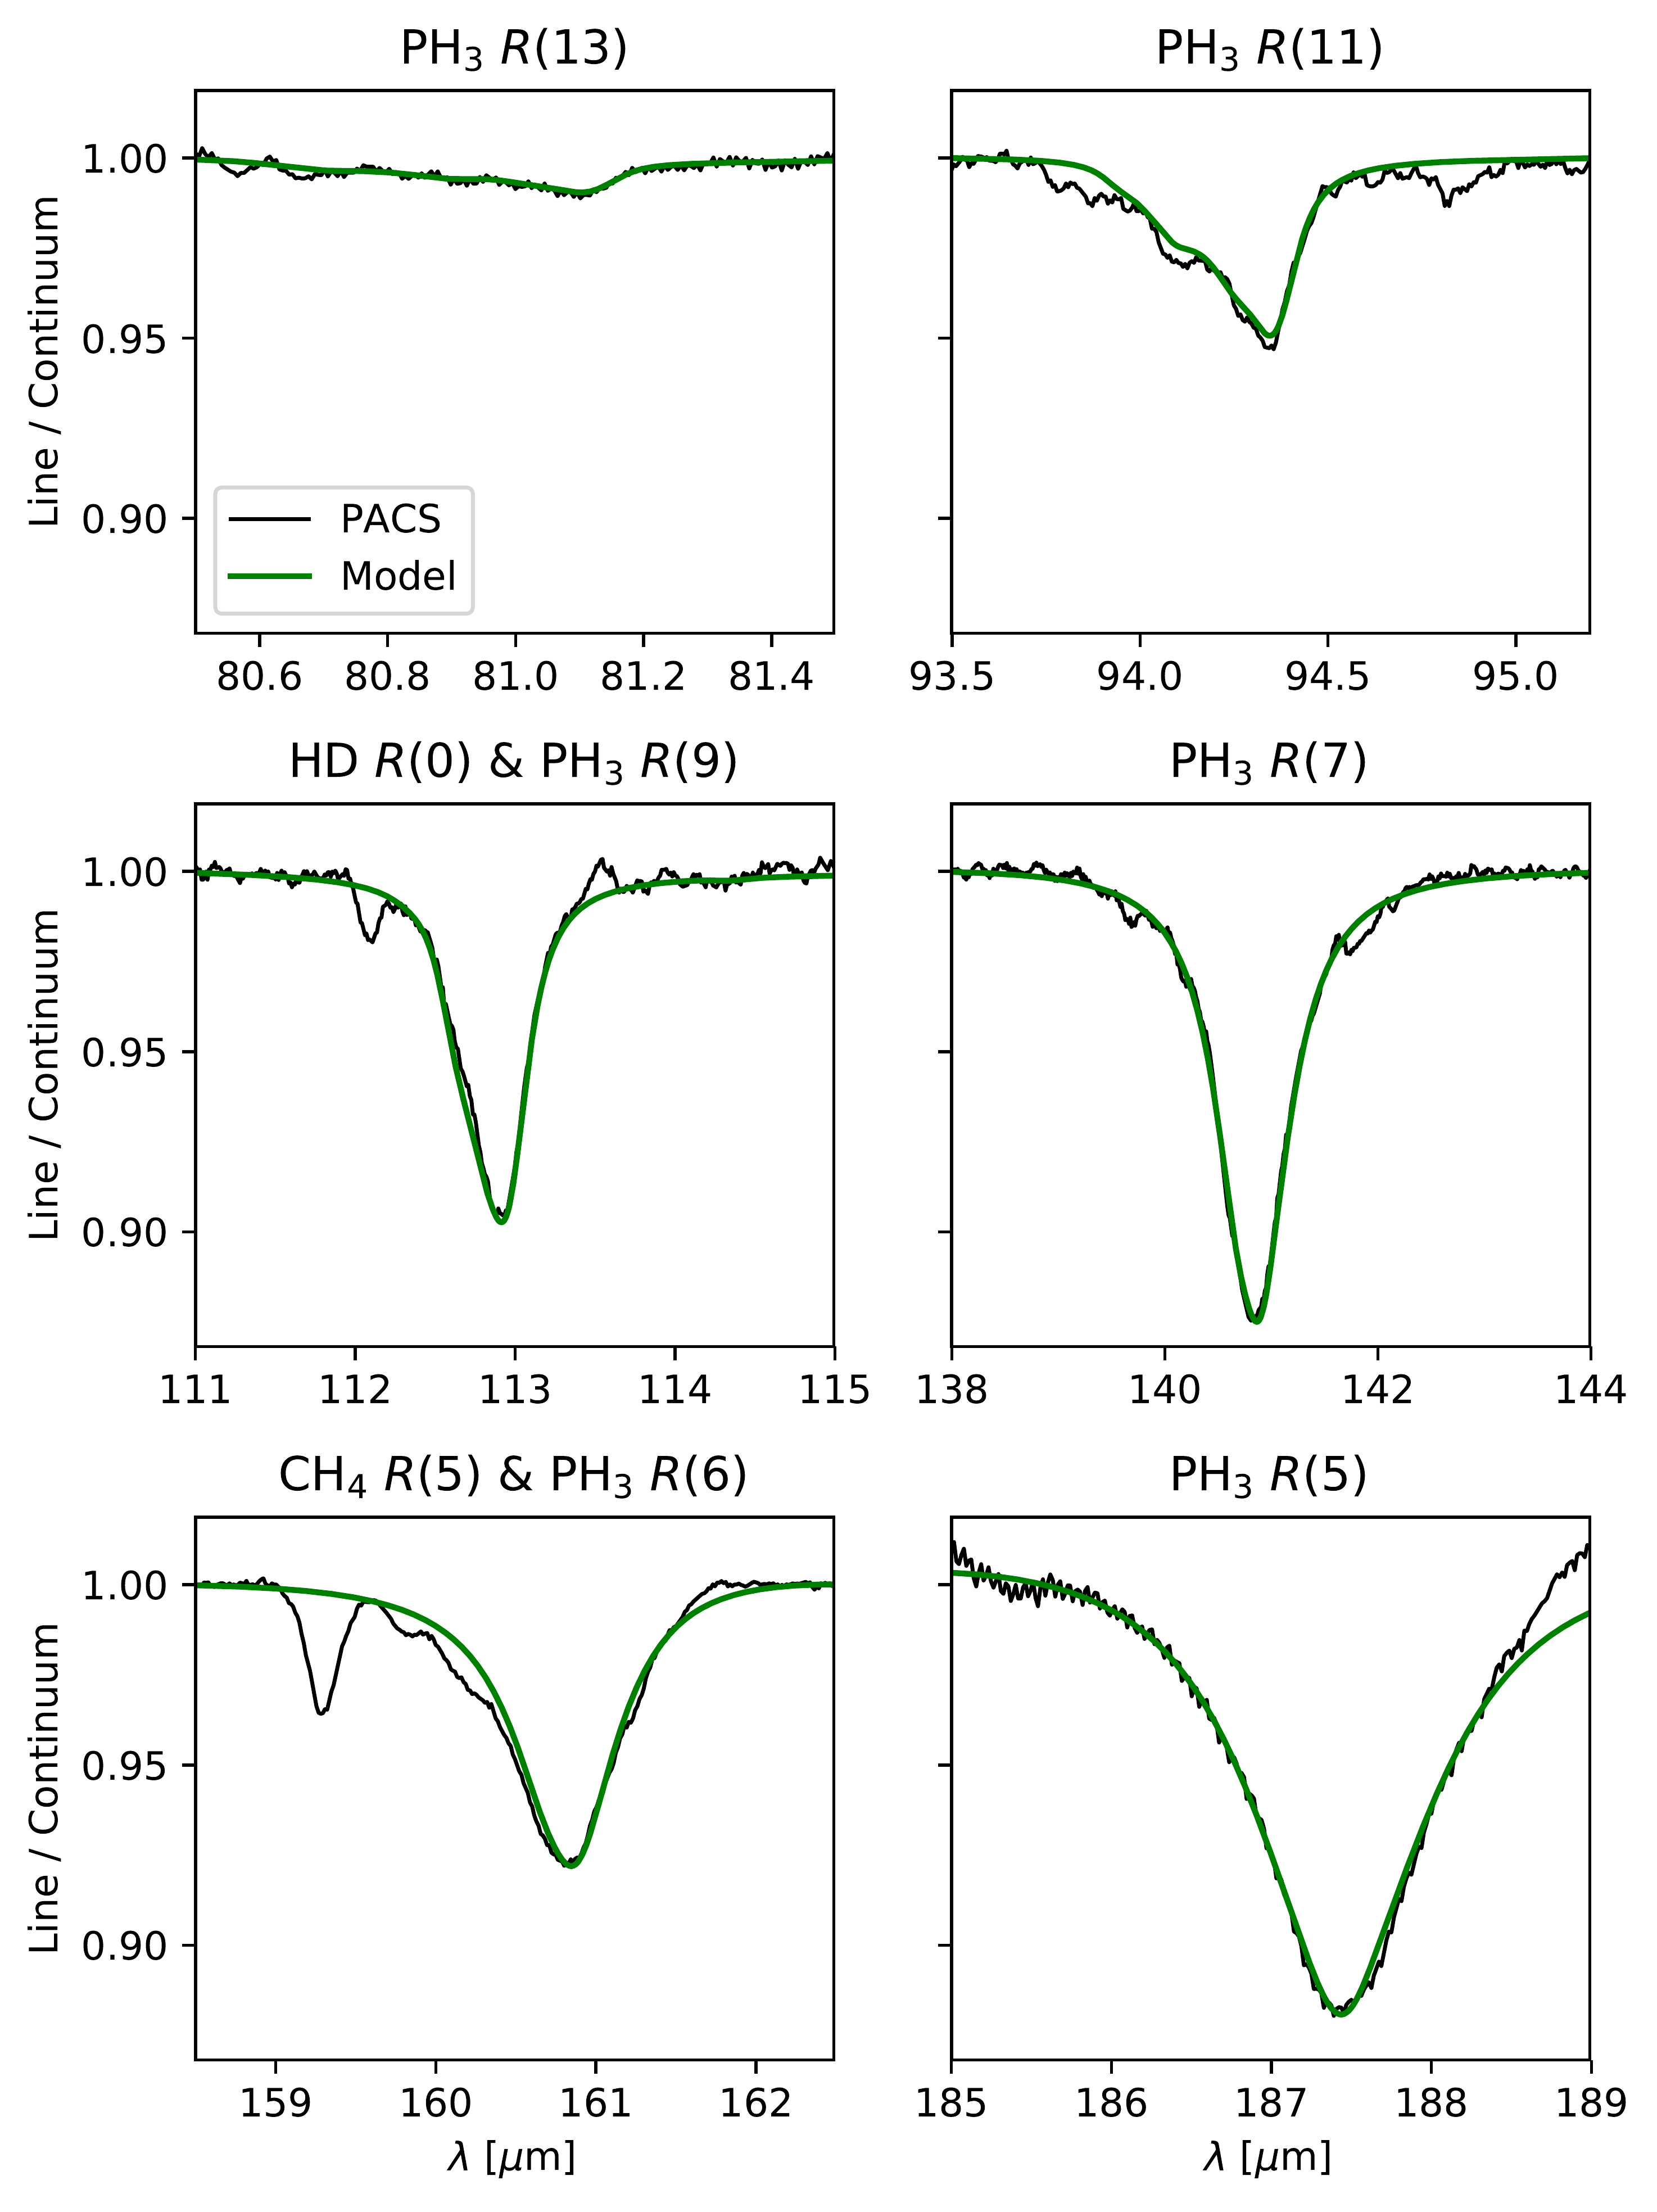 PH₃ R(13)
PH₃ R(11)
Line / Continuum
1.00
0.95
0.90
PACS
Model
80.6 80.8 81.0 81.2 81.4
93.5 94.0 94.5 95.0
HD R(0) & PH₃ R(9)
PH₃ R(7)
Line / Continuum
1.00
0.95
0.90
111 112 113 114 115
138 140 142 144
CH₄ R(5) & PH₃ R(6)
PH₃ R(5)
Line / Continuum
1.00
0.95
0.90
159 160 161 162
185 186 187 188 189
λ [μm]
λ [μm]